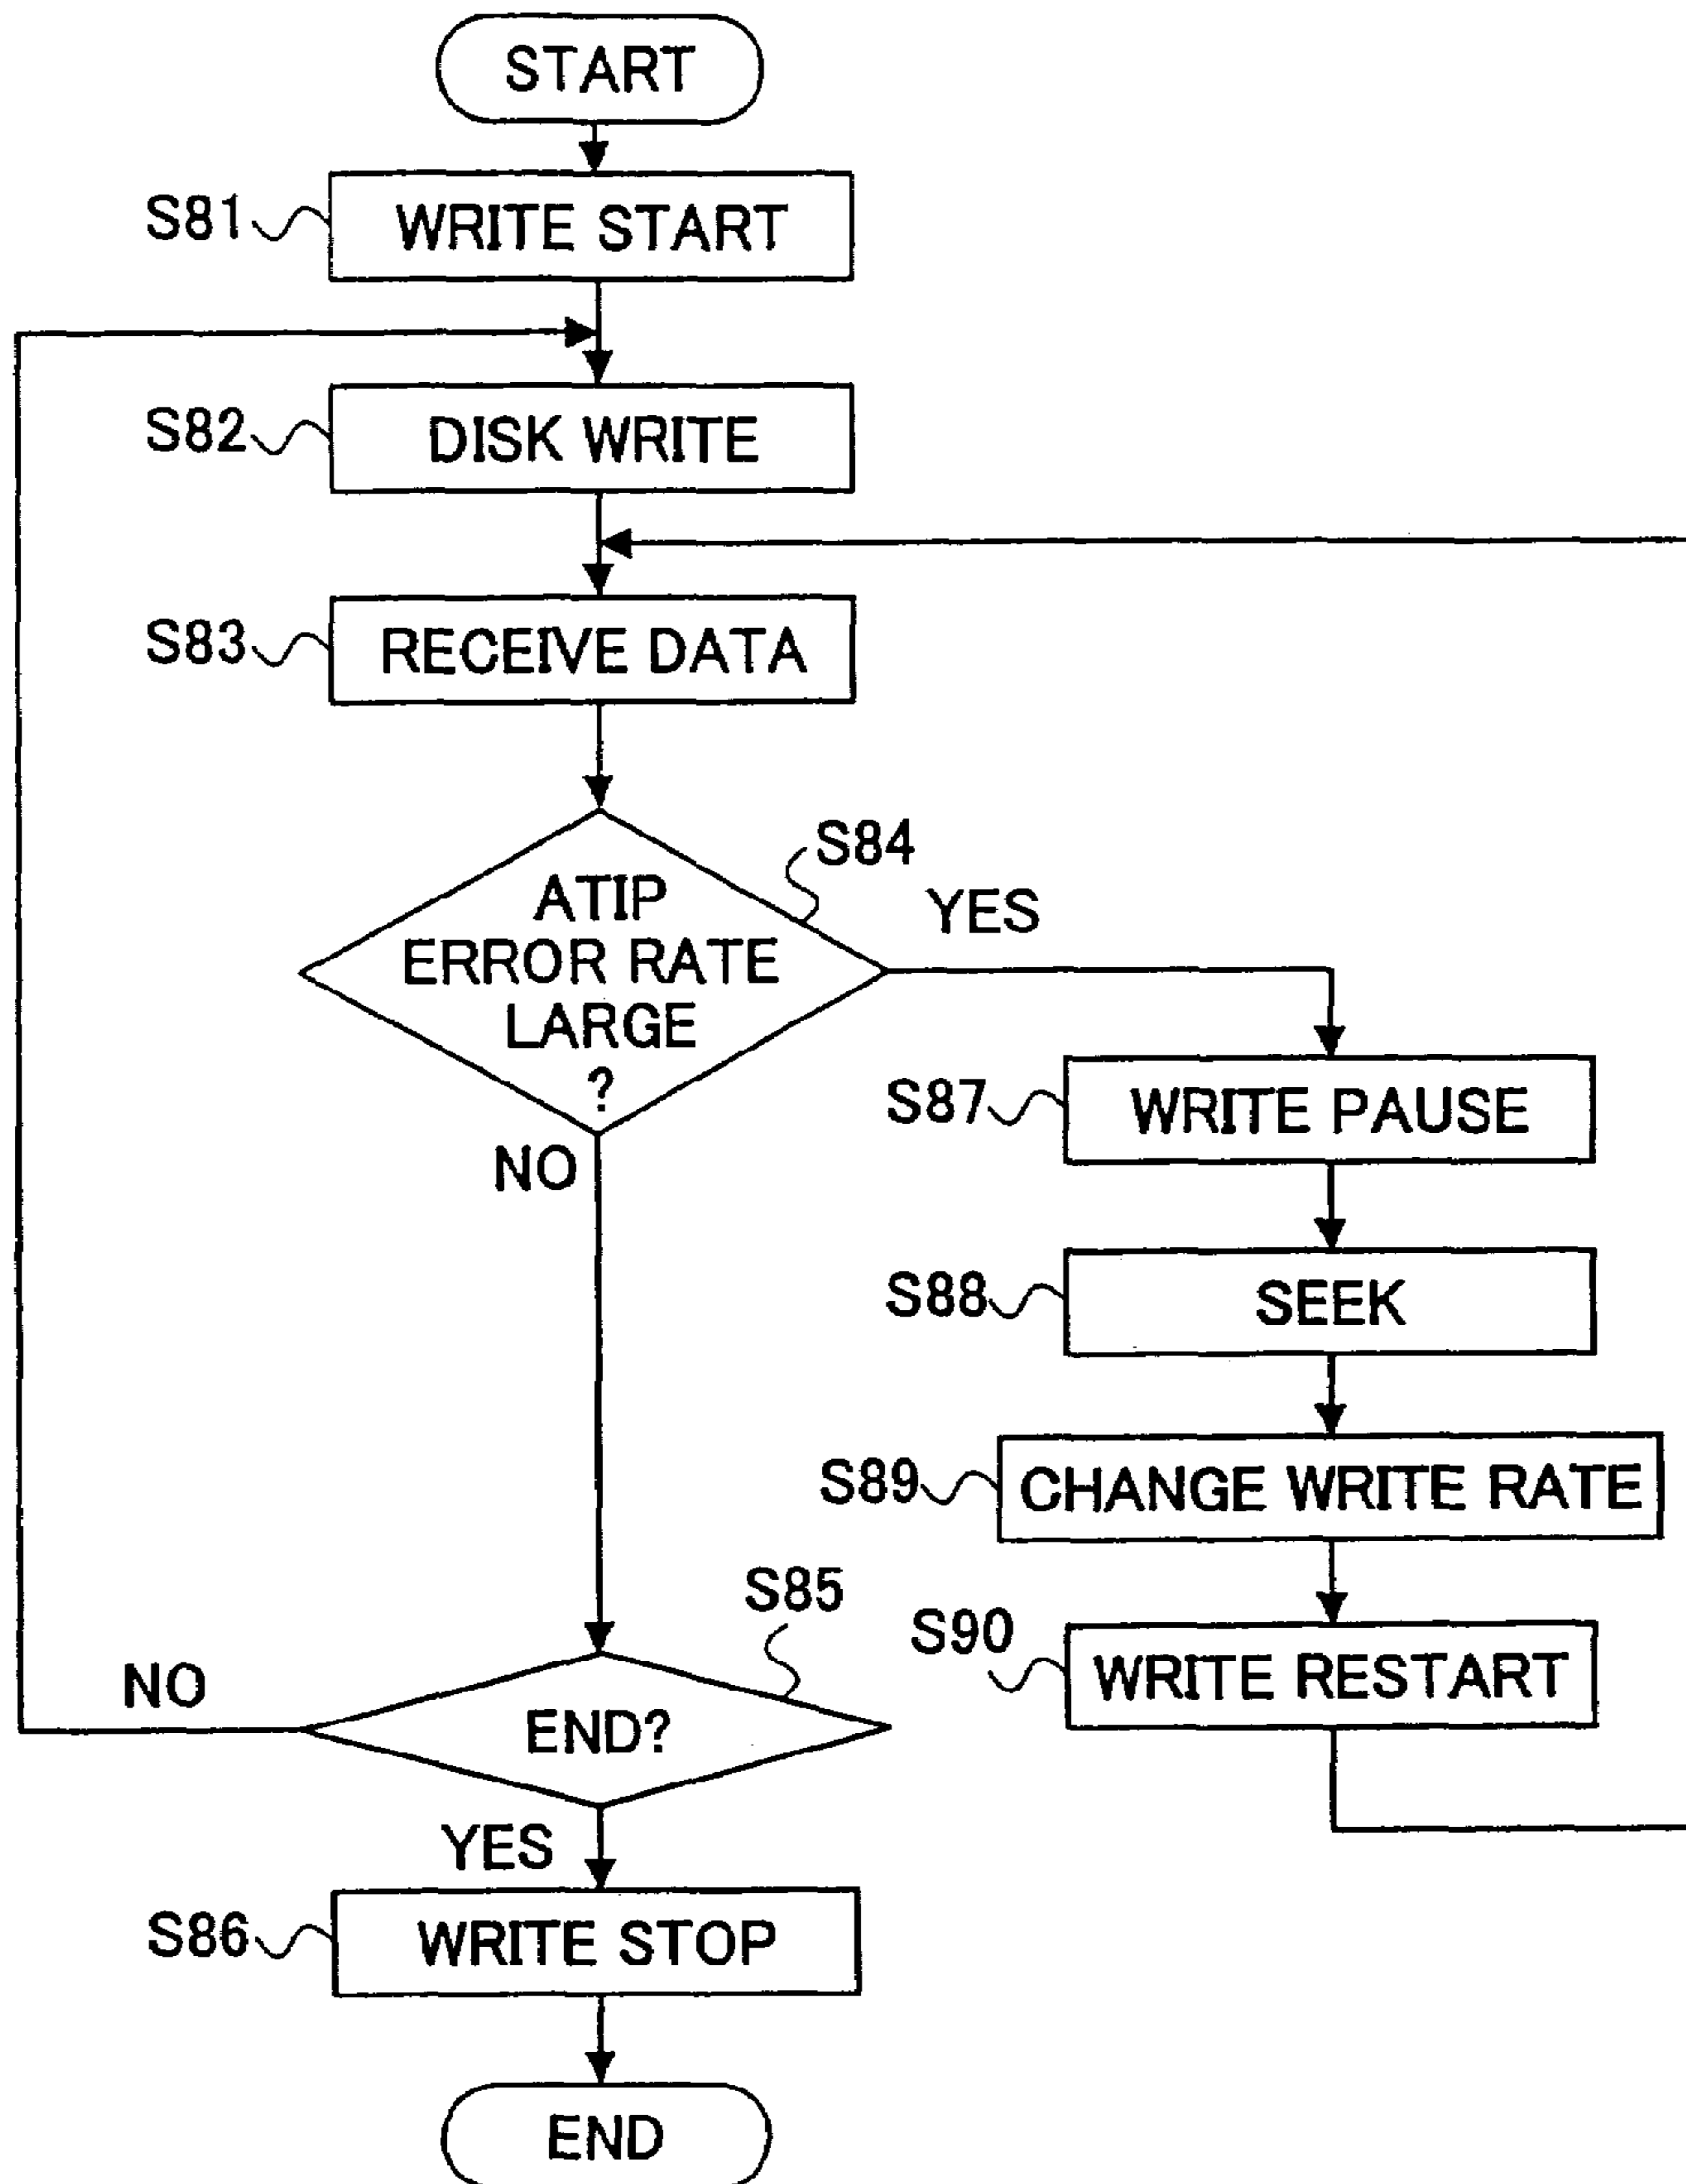 START
S81
WRITE START
S82
DISK WRITE
S83
RECEIVE DATA
S84
ATIP
ERROR RATE
LARGE
?
YES
NO
S87
WRITE PAUSE
S88
SEEK
S89
CHANGE WRITE RATE
S90
WRITE RESTART
S85
END?
NO
YES
S86
WRITE STOP
END